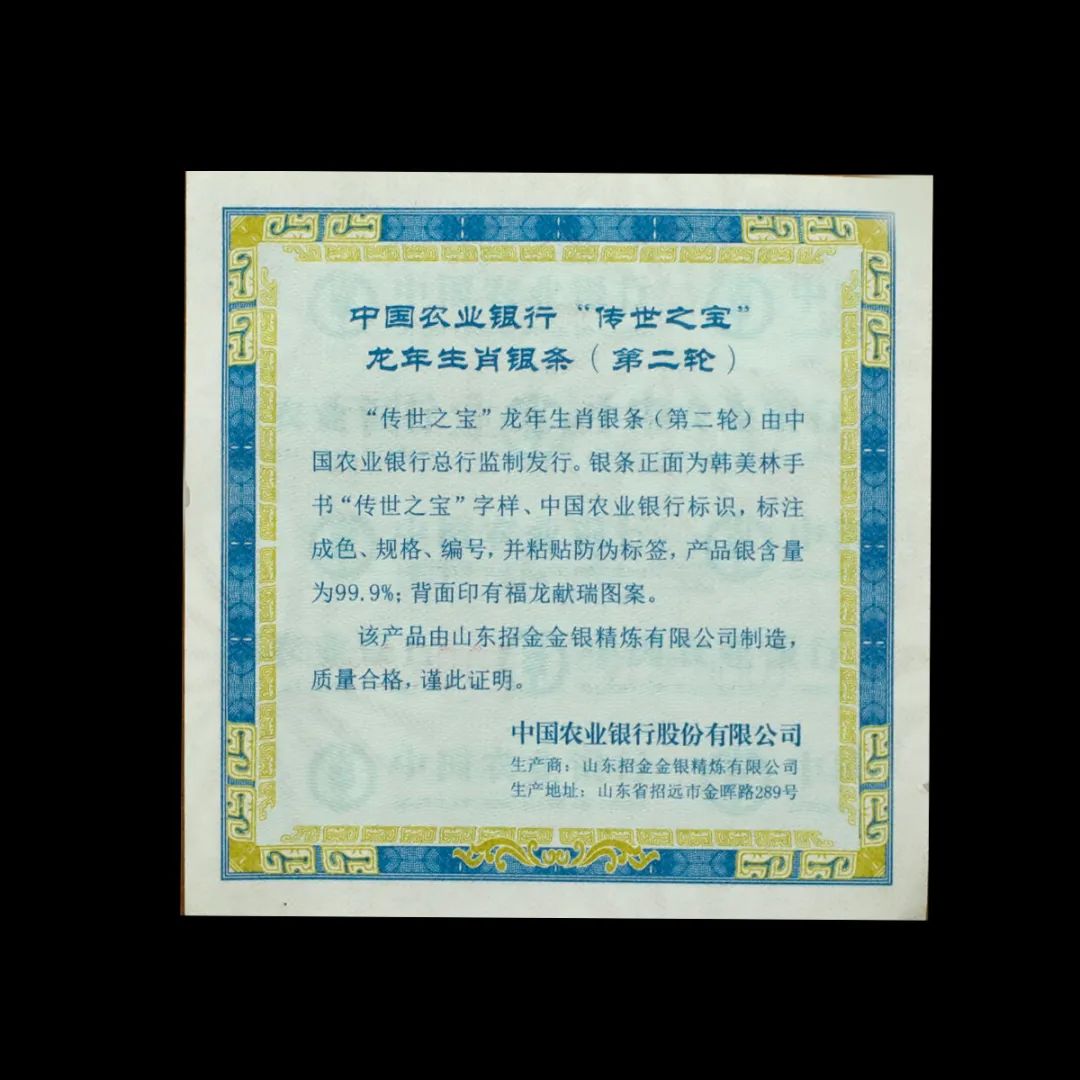 中国农业银行“传世之宝”
龙年生肖银条（第二轮）
“传世之宝”龙年生肖银条（第二轮）由中
国农业银行总行监制发行。银条正面为韩美林手
书“传世之宝”字样、中国农业银行标识，标注
成色、规格、编号，并粘贴防伪标签，产品银含量
为99.9%；背面印有福龙献瑞图案。
该产品由山东招金金银精炼有限公司制造，
质量合格，谨此证明。
中国农业银行股份有限公司
生产商：山东招金金银精炼有限公司
生产地址：山东省招远市金晖路289号